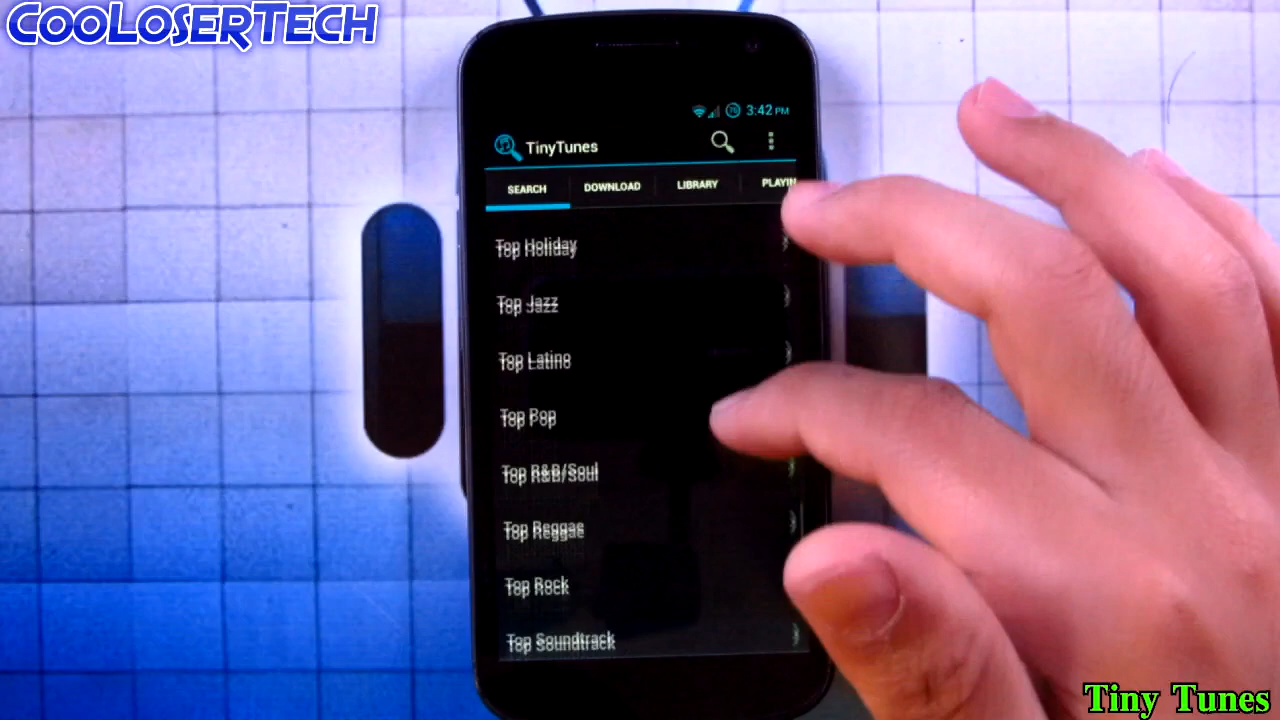 COOLOSERTECH
3:42 PM
TinyTunes
SEARCH DOWNLOAD LIBRARY PLAYIN
Top Holiday
Top Jazz
Top Latino
Top Pop
Top R&B/Soul
Top Reggae
Top Rock
Top Soundtrack
Tiny Tunes